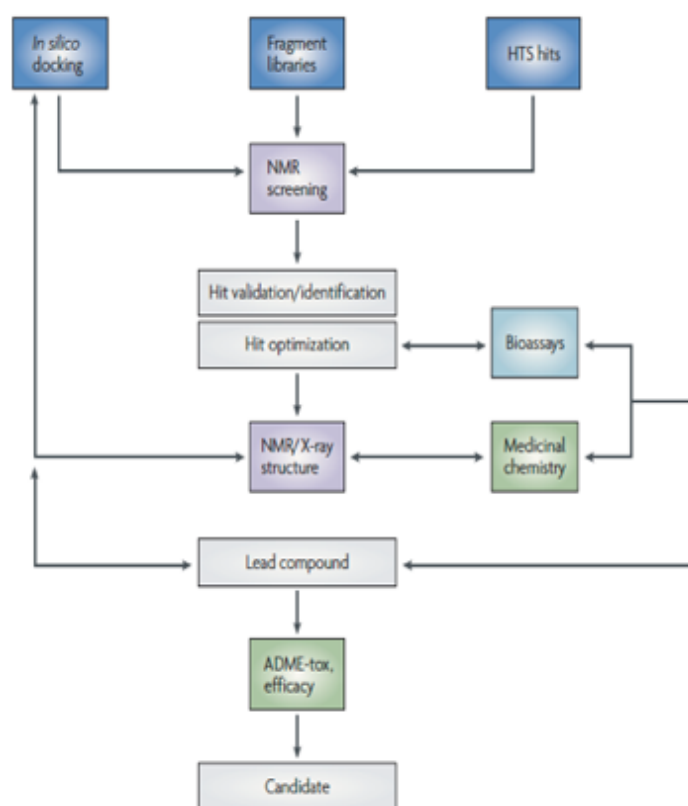 In silico
docking
Fragment
libraries
HTS hits
NMR
screening
Hit validation/identification
Hit optimization
Bioassays
NMR/X-ray
structure
Medicinal
chemistry
Lead compound
ADME-tox,
efficacy
Candidate